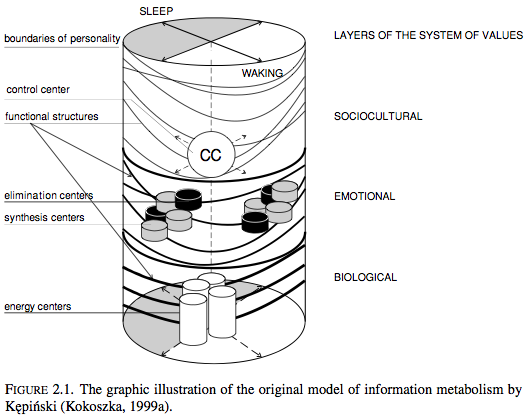 SLEEP
boundaries of personality
LAYERS OF THE SYSTEM OF VALUES
WAKING
control center
functional structures
SOCIOCULTURAL
CC
elimination centers
EMOTIONAL
synthesis centers
BIOLOGICAL
energy centers
FIGURE 2.1. The graphic illustration of the original model of information metabolism by
Kępiński (Kokoszka, 1999a).